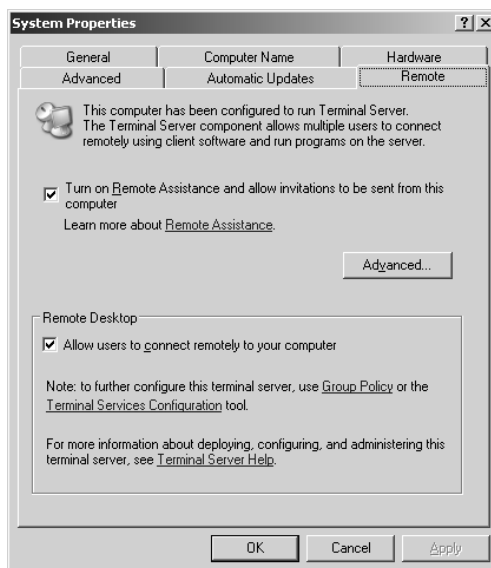 System Properties
General Computer Name Hardware
Advanced Automatic Updates Remote
This computer has been configured to run Terminal Server.
The Terminal Server component allows multiple users to connect
remotely using client software and run programs on the server.
Turn on Remote Assistance and allow invitations to be sent from this
computer
Learn more about Remote Assistance.
Advanced...
Remote Desktop
Allow users to connect remotely to your computer
Note: to further configure this terminal server, use Group Policy or the
Terminal Services Configuration tool.
For more information about deploying, configuring, and administering this
terminal server, see Terminal Server Help.
OK Cancel Apply